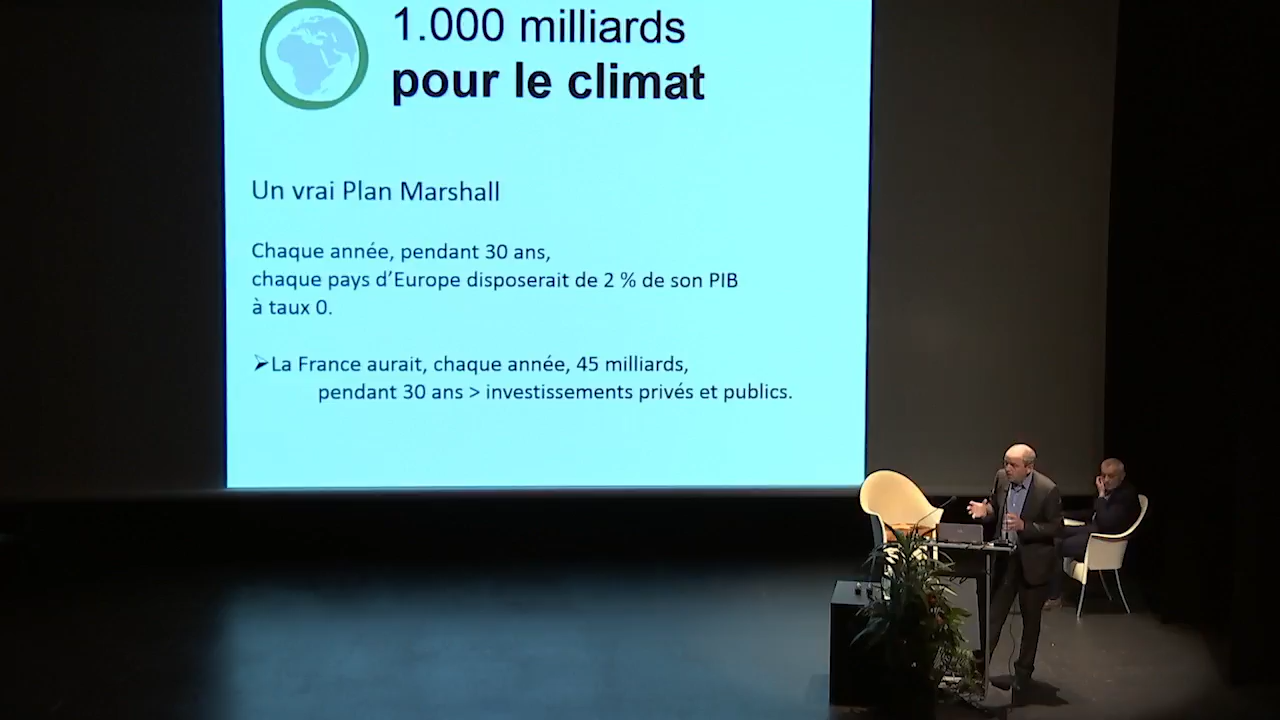 1.000 milliards
pour le climat
Un vrai Plan Marshall
Chaque année, pendant 30 ans,
chaque pays d'Europe disposerait de 2 % de son PIB
à taux 0.
➢La France aurait, chaque année, 45 milliards,
pendant 30 ans > investissements privés et publics.